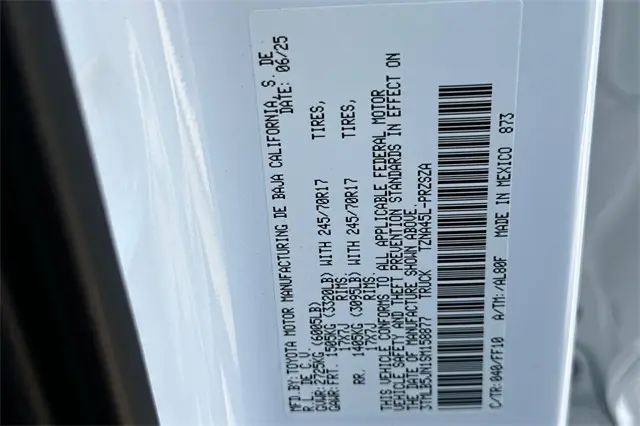 MFD.BY: TOYOTA MOTOR MANUFACTURING DE BAJA CALIFORNIA, S. DE
R.L. DE C.V. DATE: 06/25
GVWR: 2725KG (6005LB)
GAWR: FRT. 1505KG (3320LB) WITH 245/70R17 TIRES,
17X7J RIMS,
RR. 1405KG (3095LB) WITH 245/70R17 TIRES,
17X7J RIMS.
THIS VEHICLE CONFORMS TO ALL APPLICABLE FEDERAL MOTOR
VEHICLE SAFETY AND THEFT PREVENTION STANDARDS IN EFFECT ON
THE DATE OF MANUFACTURE SHOWN ABOVE.
3TMLB5JN1SM158877 TRUCK TZNA45L-PRZSZA
C/TR: 040/FF10 A/TM: /AL80F MADE IN MEXICO 873